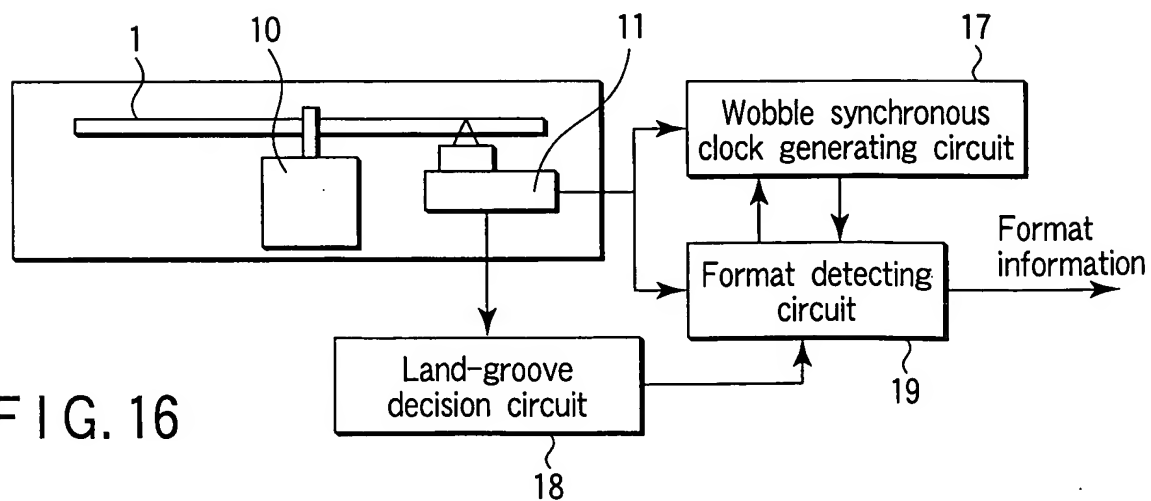 1
10
11
17
Wobble synchronous
clock generating circuit
Format detecting
circuit
19
Format
information
Land-groove
decision circuit
18
FIG. 16